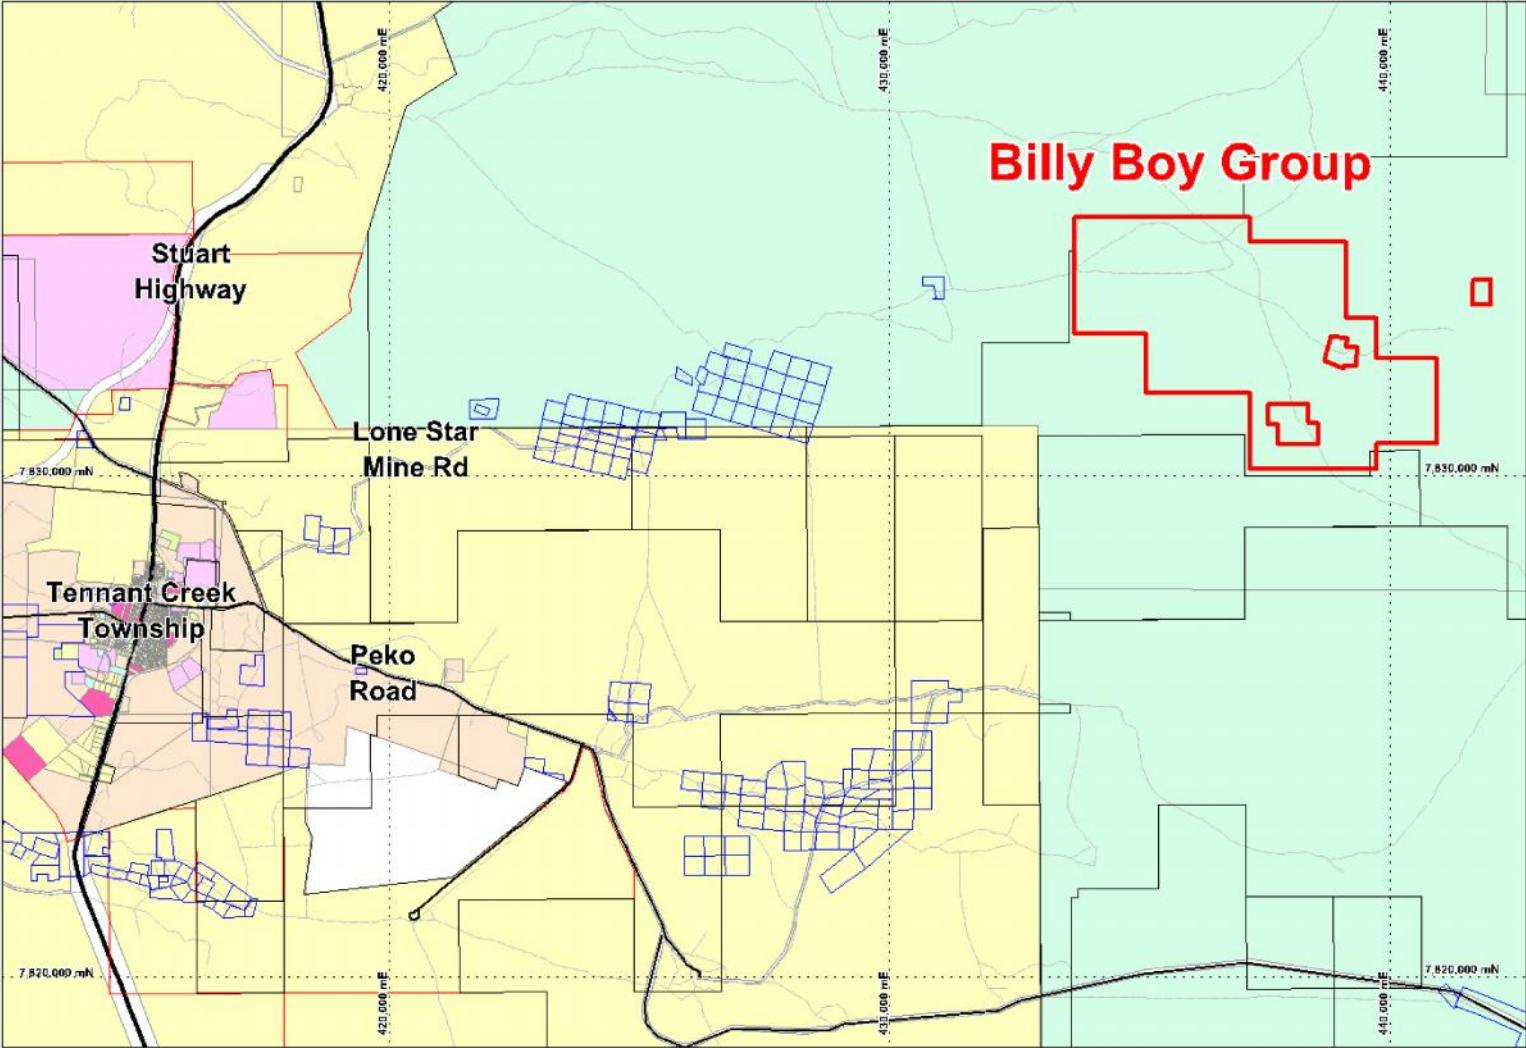 420,000 mE
430,000 mE
440,000 mE
Billy Boy Group
Stuart
Highway
Lone Star
Mine Rd
7,830,000 mN
7,830,000 mN
Tennant Creek
Township
Peko
Road
7,820,000 mN
7,820,000 mN
420,000 mE
430,000 mE
440,000 mE